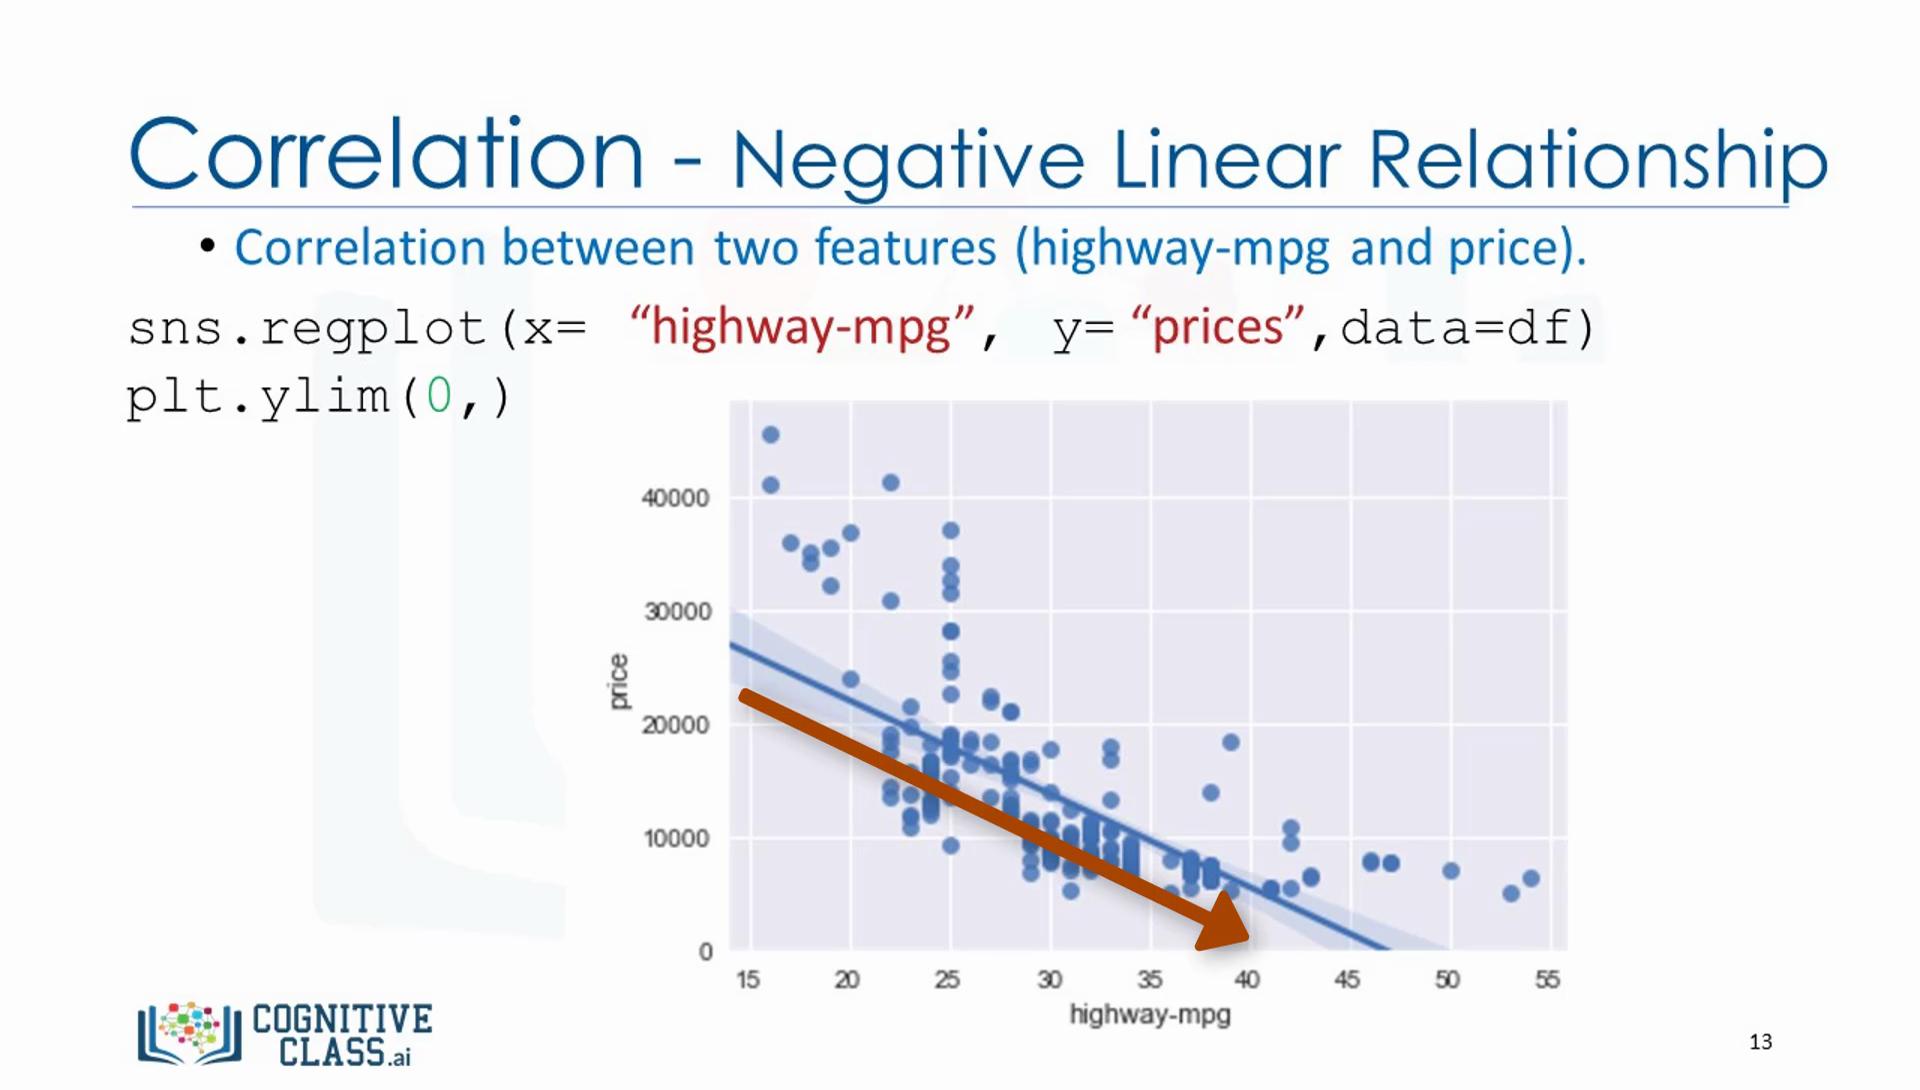 Correlation - Negative Linear Relationship
• Correlation between two features (highway-mpg and price).
sns.regplot(x= “highway-mpg”, y= “prices”,data=df)
plt.ylim(0,)
40000
30000
20000
10000
0
price
15 20 25 30 35 40 45 50 55
highway-mpg
COGNITIVE
CLASS.ai
13